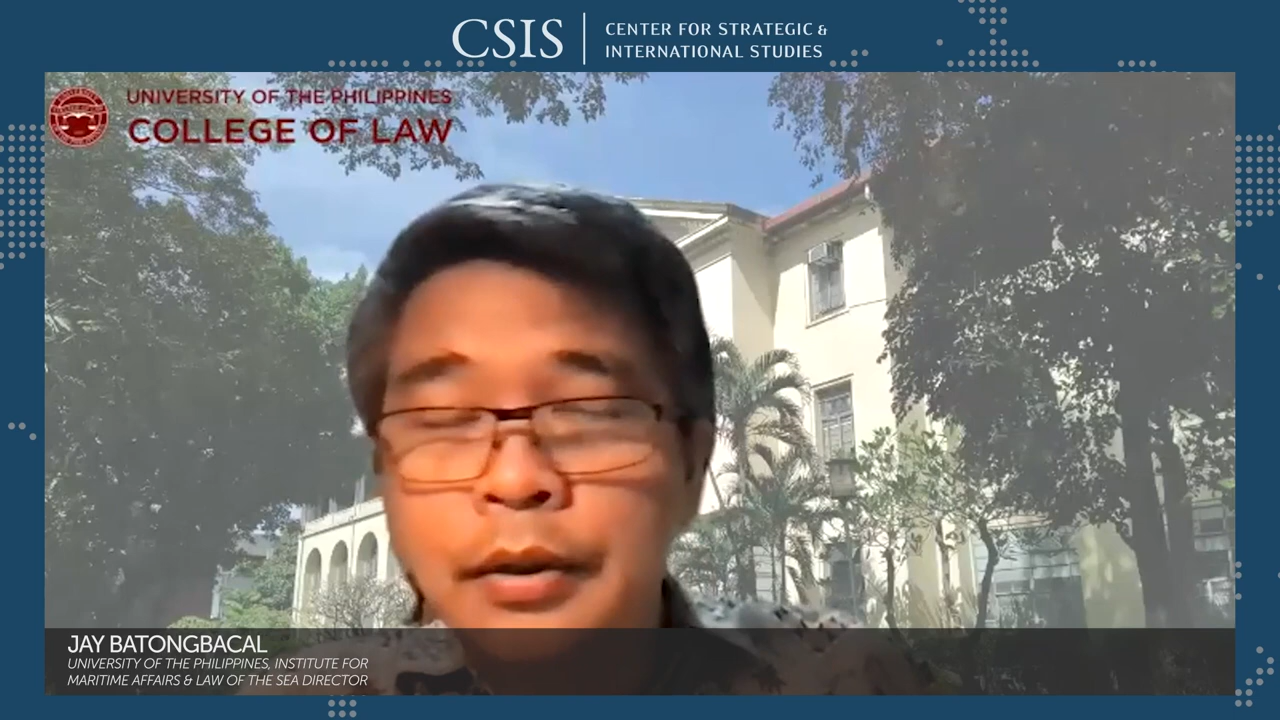 CSIS
CENTER FOR STRATEGIC &
INTERNATIONAL STUDIES
UNIVERSITY OF THE PHILIPPINES
COLLEGE OF LAW
JAY BATONGBACAL
UNIVERSITY OF THE PHILIPPINES, INSTITUTE FOR
MARITIME AFFAIRS & LAW OF THE SEA DIRECTOR